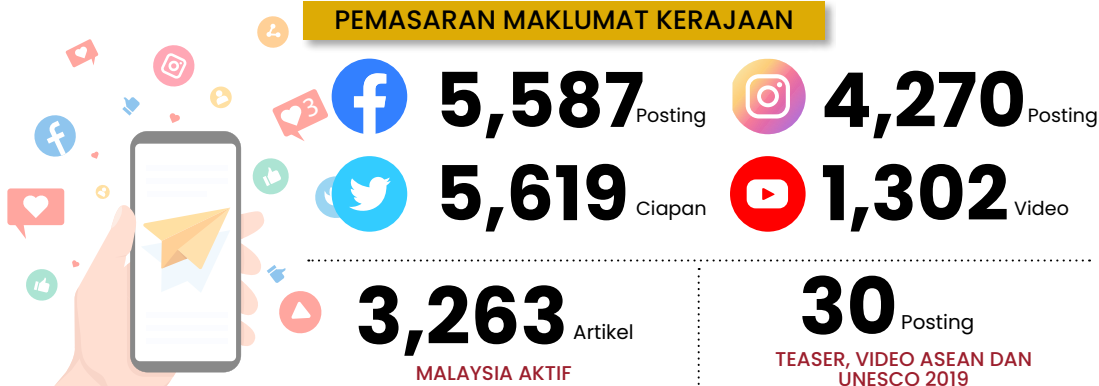 PEMASARAN MAKLUMAT KERAJAAN
5,587 Posting
4,270 Posting
5,619 Ciapan
1,302 Video
3
3,263 Artikel
MALAYSIA AKTIF
30 Posting
TEASER, VIDEO ASEAN DAN
UNESCO 2019